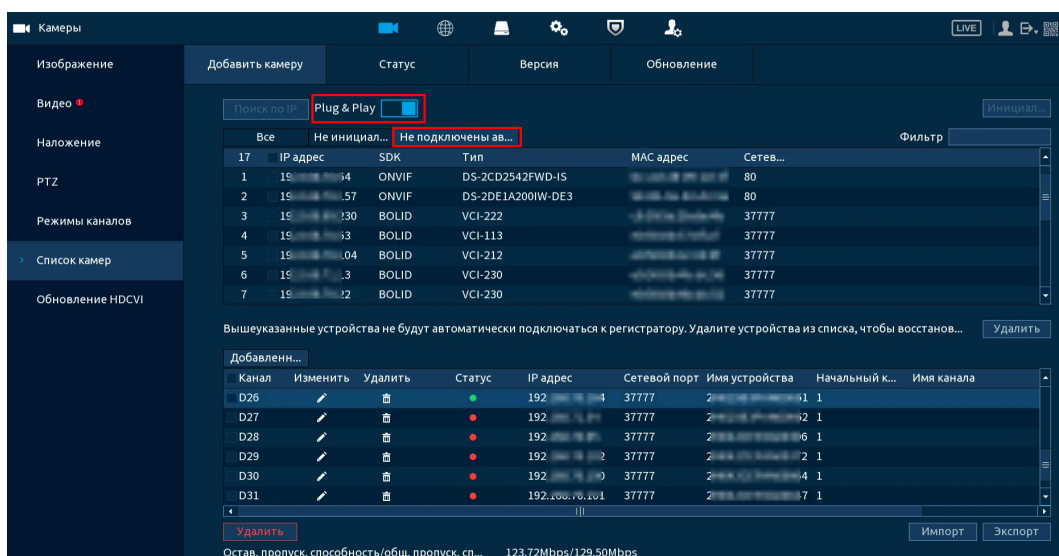 Камеры
LIVE
Изображение
Видео
Наложение
PTZ
Режимы каналов
Список камер
Обновление HDCVI
Добавить камеру Статус Версия Обновление
Поиск по IP Plug & Play Инициал...
Все Не инициал... Не подключены ав... Фильтр
17 IP адрес SDK Тип MAC адрес Сетев...
1 ONVIF DS-2CD2542FWD-IS 80
2 ONVIF DS-2DE1A200IW-DE3 80
3 BOLID VCI-222 37777
4 BOLID VCI-113 37777
5 BOLID VCI-212 37777
6 BOLID VCI-230 37777
7 BOLID VCI-230 37777
Вышеуказанные устройства не будут автоматически подключаться к регистратору. Удалите устройства из списка, чтобы восстанов... Удалить
Добавленн...
Канал Изменить Удалить Статус IP адрес Сетевой порт Имя устройства Начальный к... Имя канала
D26 37777 1
D27 37777 1
D28 37777 1
D29 37777 1
D30 37777 1
D31 37777 1
Удалить Импорт Экспорт
Остав. пропуск. способность/общ. пропуск. сп... 123.72Mbps/129.50Mbps